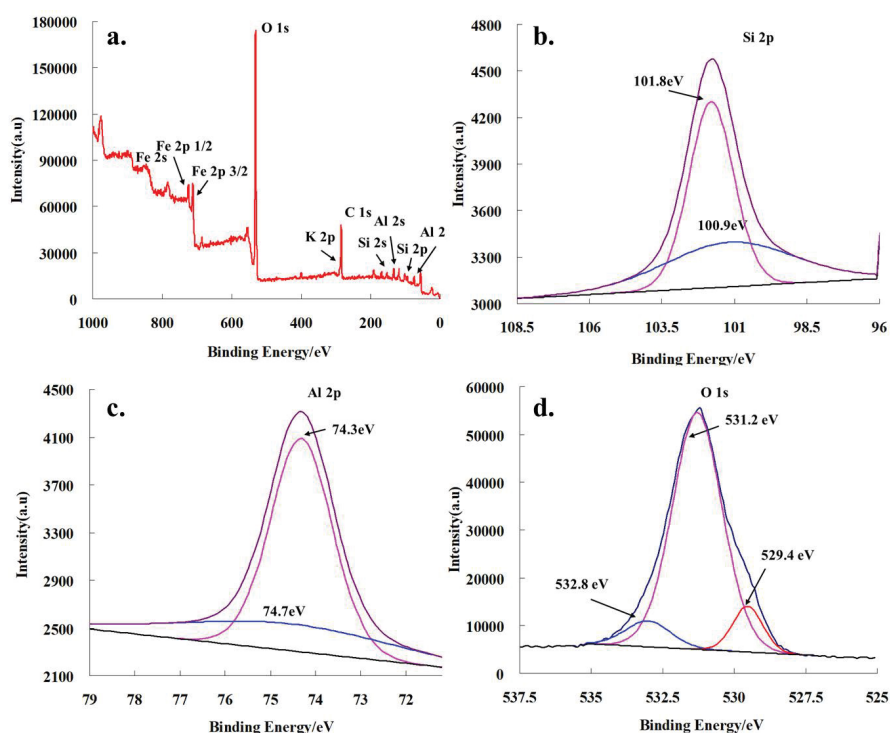 a.
O 1s
Fe 2s
Fe 2p 1/2
Fe 2p 3/2
K 2p
C 1s
Si 2s
Al 2s
Si 2p
Al 2
180000
150000
120000
90000
60000
30000
0
Intensity(a.u)
1000 800 600 400 200 0
Binding Energy/eV
b.
Si 2p
101.8eV
100.9eV
4800
4500
4200
3900
3600
3300
3000
Intensity(a.u)
108.5 106 103.5 101 98.5 96
Binding Energy/eV
c.
Al 2p
74.3eV
74.7eV
4500
4100
3700
3300
2900
2500
2100
Intensity(a.u)
79 78 77 76 75 74 73 72
Binding Energy/eV
d.
O 1s
531.2 eV
532.8 eV
529.4 eV
60000
50000
40000
30000
20000
10000
0
Intensity(a.u)
537.5 535 532.5 530 527.5 525
Binding Energy/eV